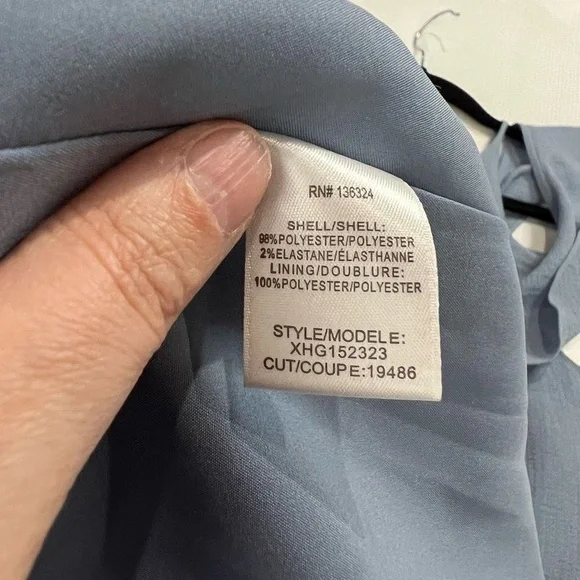 RN# 136324
SHELL/SHELL:
98%POLYESTER/POLYESTER
2%ELASTANE/ÉLASTHANNE
LINING/DOUBLURE:
100%POLYESTER/POLYESTER
STYLE/MODELE:
XHG152323
CUT/COUPE:19486